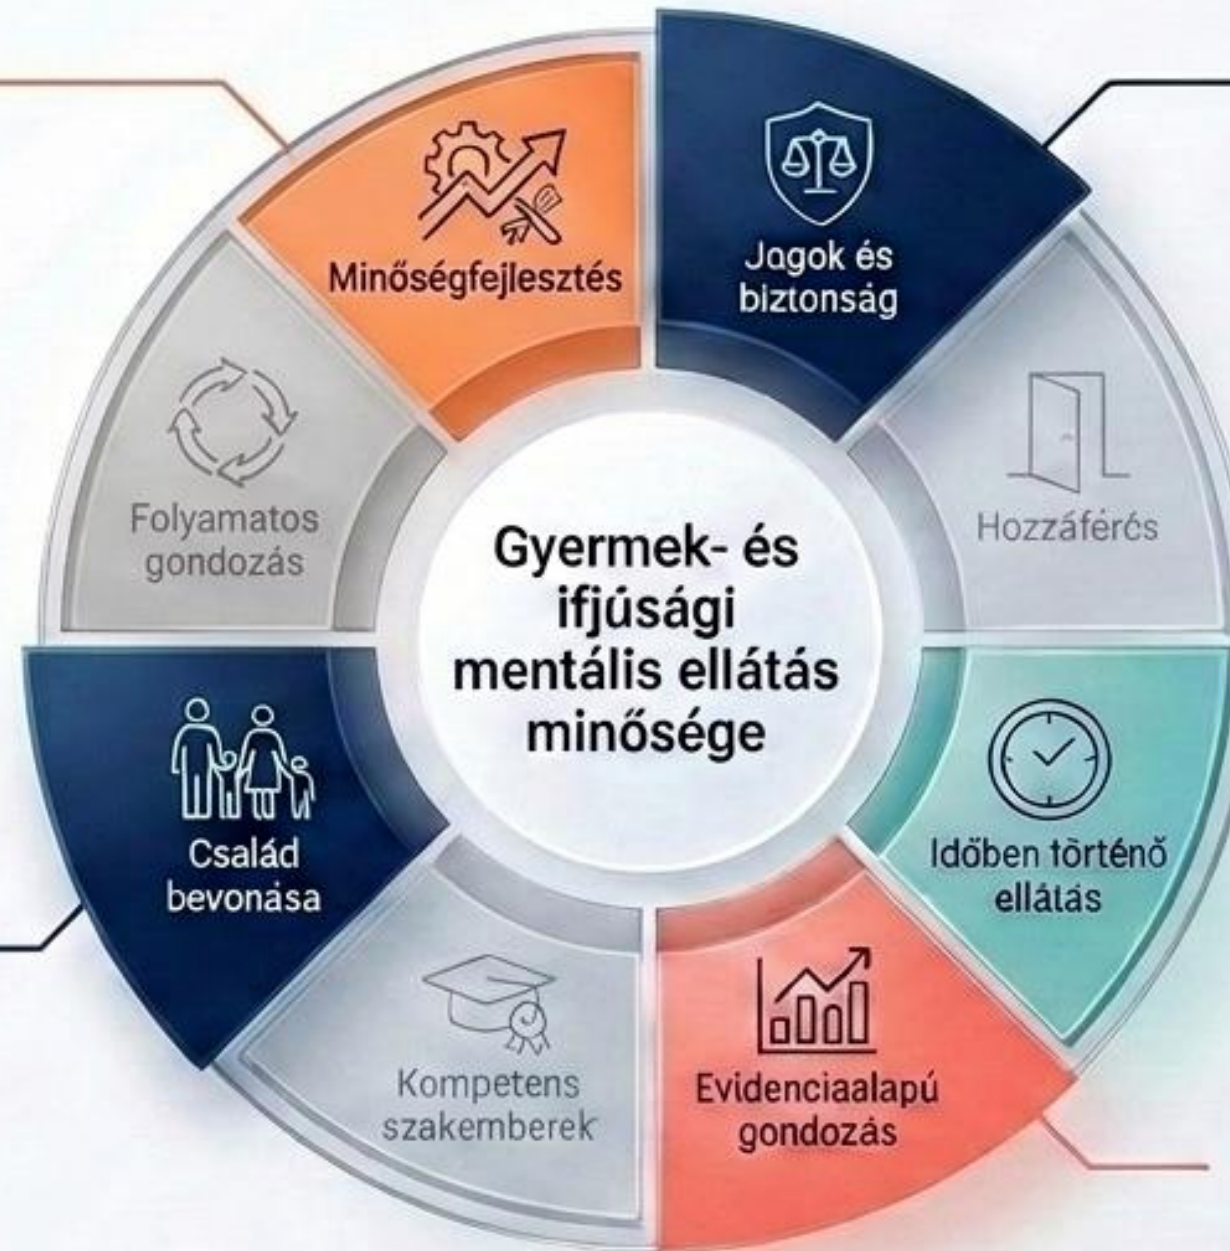 Minőségfejlesztés
Jogok és
biztonság
Hozzáférés
Időben történő
ellátás
Evidenciaalapú
gondozás
Kompetens
szakemberek
Család
bevonása
Folyamatos
gondozás
Gyermek- és
ifjúsági
mentális ellátás
minősége